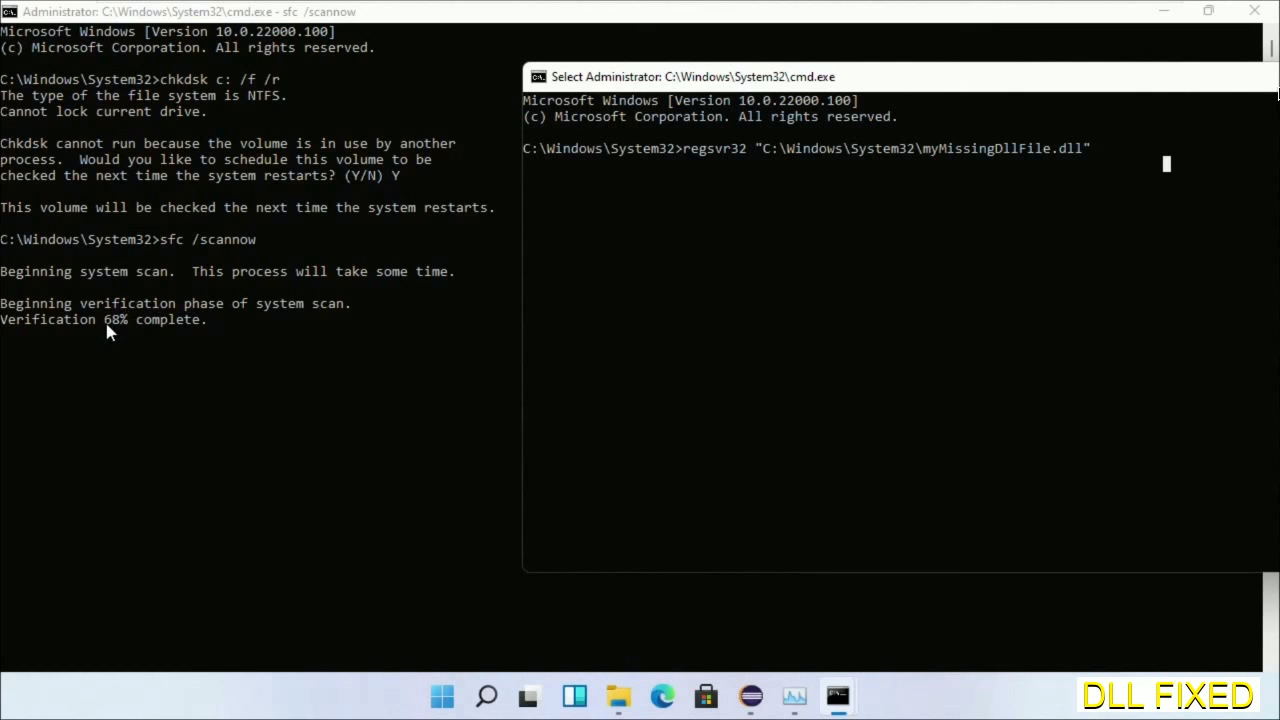 Administrator: C:\Windows\System32\cmd.exe - sfc /scannow
Microsoft Windows [Version 10.0.22000.100]
(c) Microsoft Corporation. All rights reserved.
C:\Windows\System32>chkdsk c: /f /r
The type of the file system is NTFS.
Cannot lock current drive.
Chkdsk cannot run because the volume is in use by another
process.  Would you like to schedule this volume to be
checked the next time the system restarts? (Y/N) Y
This volume will be checked the next time the system restarts.
C:\Windows\System32>sfc /scannow
Beginning system scan.  This process will take some time.
Beginning verification phase of system scan.
Verification 68% complete.
Select Administrator: C:\Windows\System32\cmd.exe
Microsoft Windows [Version 10.0.22000.100]
(c) Microsoft Corporation. All rights reserved.
C:\Windows\System32>regsvr32 "C:\Windows\System32\myMissingDllFile.dll"
DLL FIXED